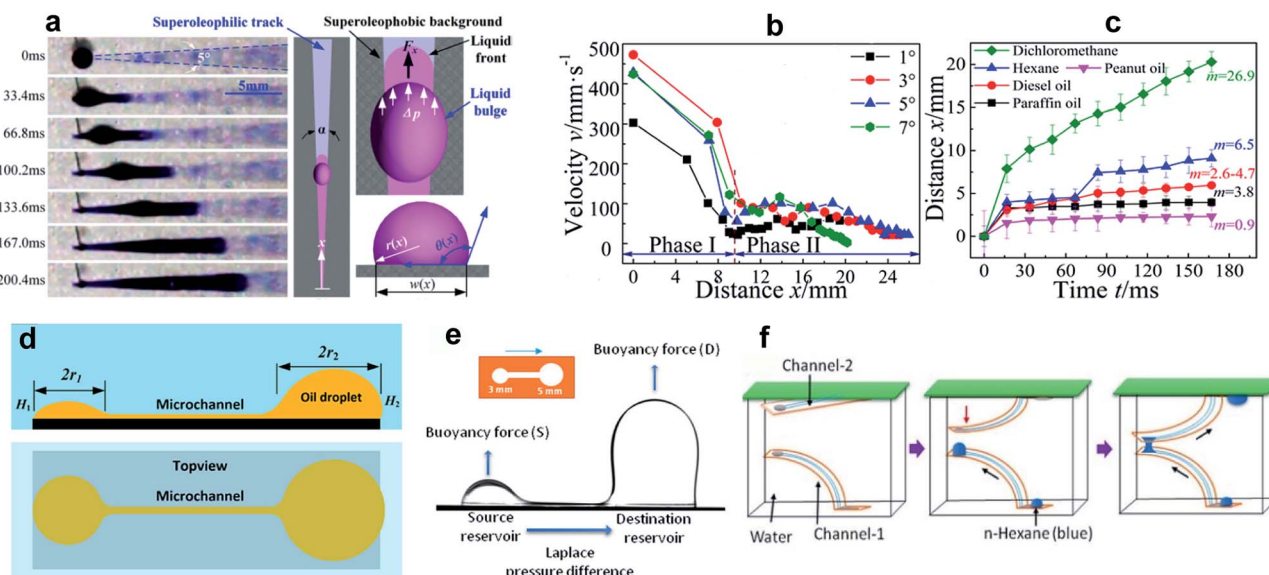 a
Superoleophilic track
Superoleophobic background
0ms
5°
33.4ms
5mm
66.8ms
100.2ms
133.6ms
167.0ms
200.4ms
α
x
Fx
Liquid
front
Liquid
bulge
Δp
r(x)
θ(x)
w(x)
b
Velocity v/mm·s⁻¹
500
400
300
200
100
0
1°
3°
5°
7°
Phase I
Phase II
0 4 8 12 16 20 24
Distance x/mm
c
Distance x/mm
20
15
10
5
0
Dichloromethane
Hexane
Peanut oil
Diesel oil
Paraffin oil
m=26.9
m=6.5
m=2.6-4.7
m=3.8
m=0.9
0 30 60 90 120 150 180
Time t/ms
d
2r1
2r2
H1
Microchannel
Oil droplet
H2
Topview
Microchannel
e
3 mm
5 mm
Buoyancy force (D)
Buoyancy force (S)
Source
reservoir
Destination
reservoir
Laplace
pressure difference
f
Channel-2
Water
Channel-1
n-Hexane (blue)